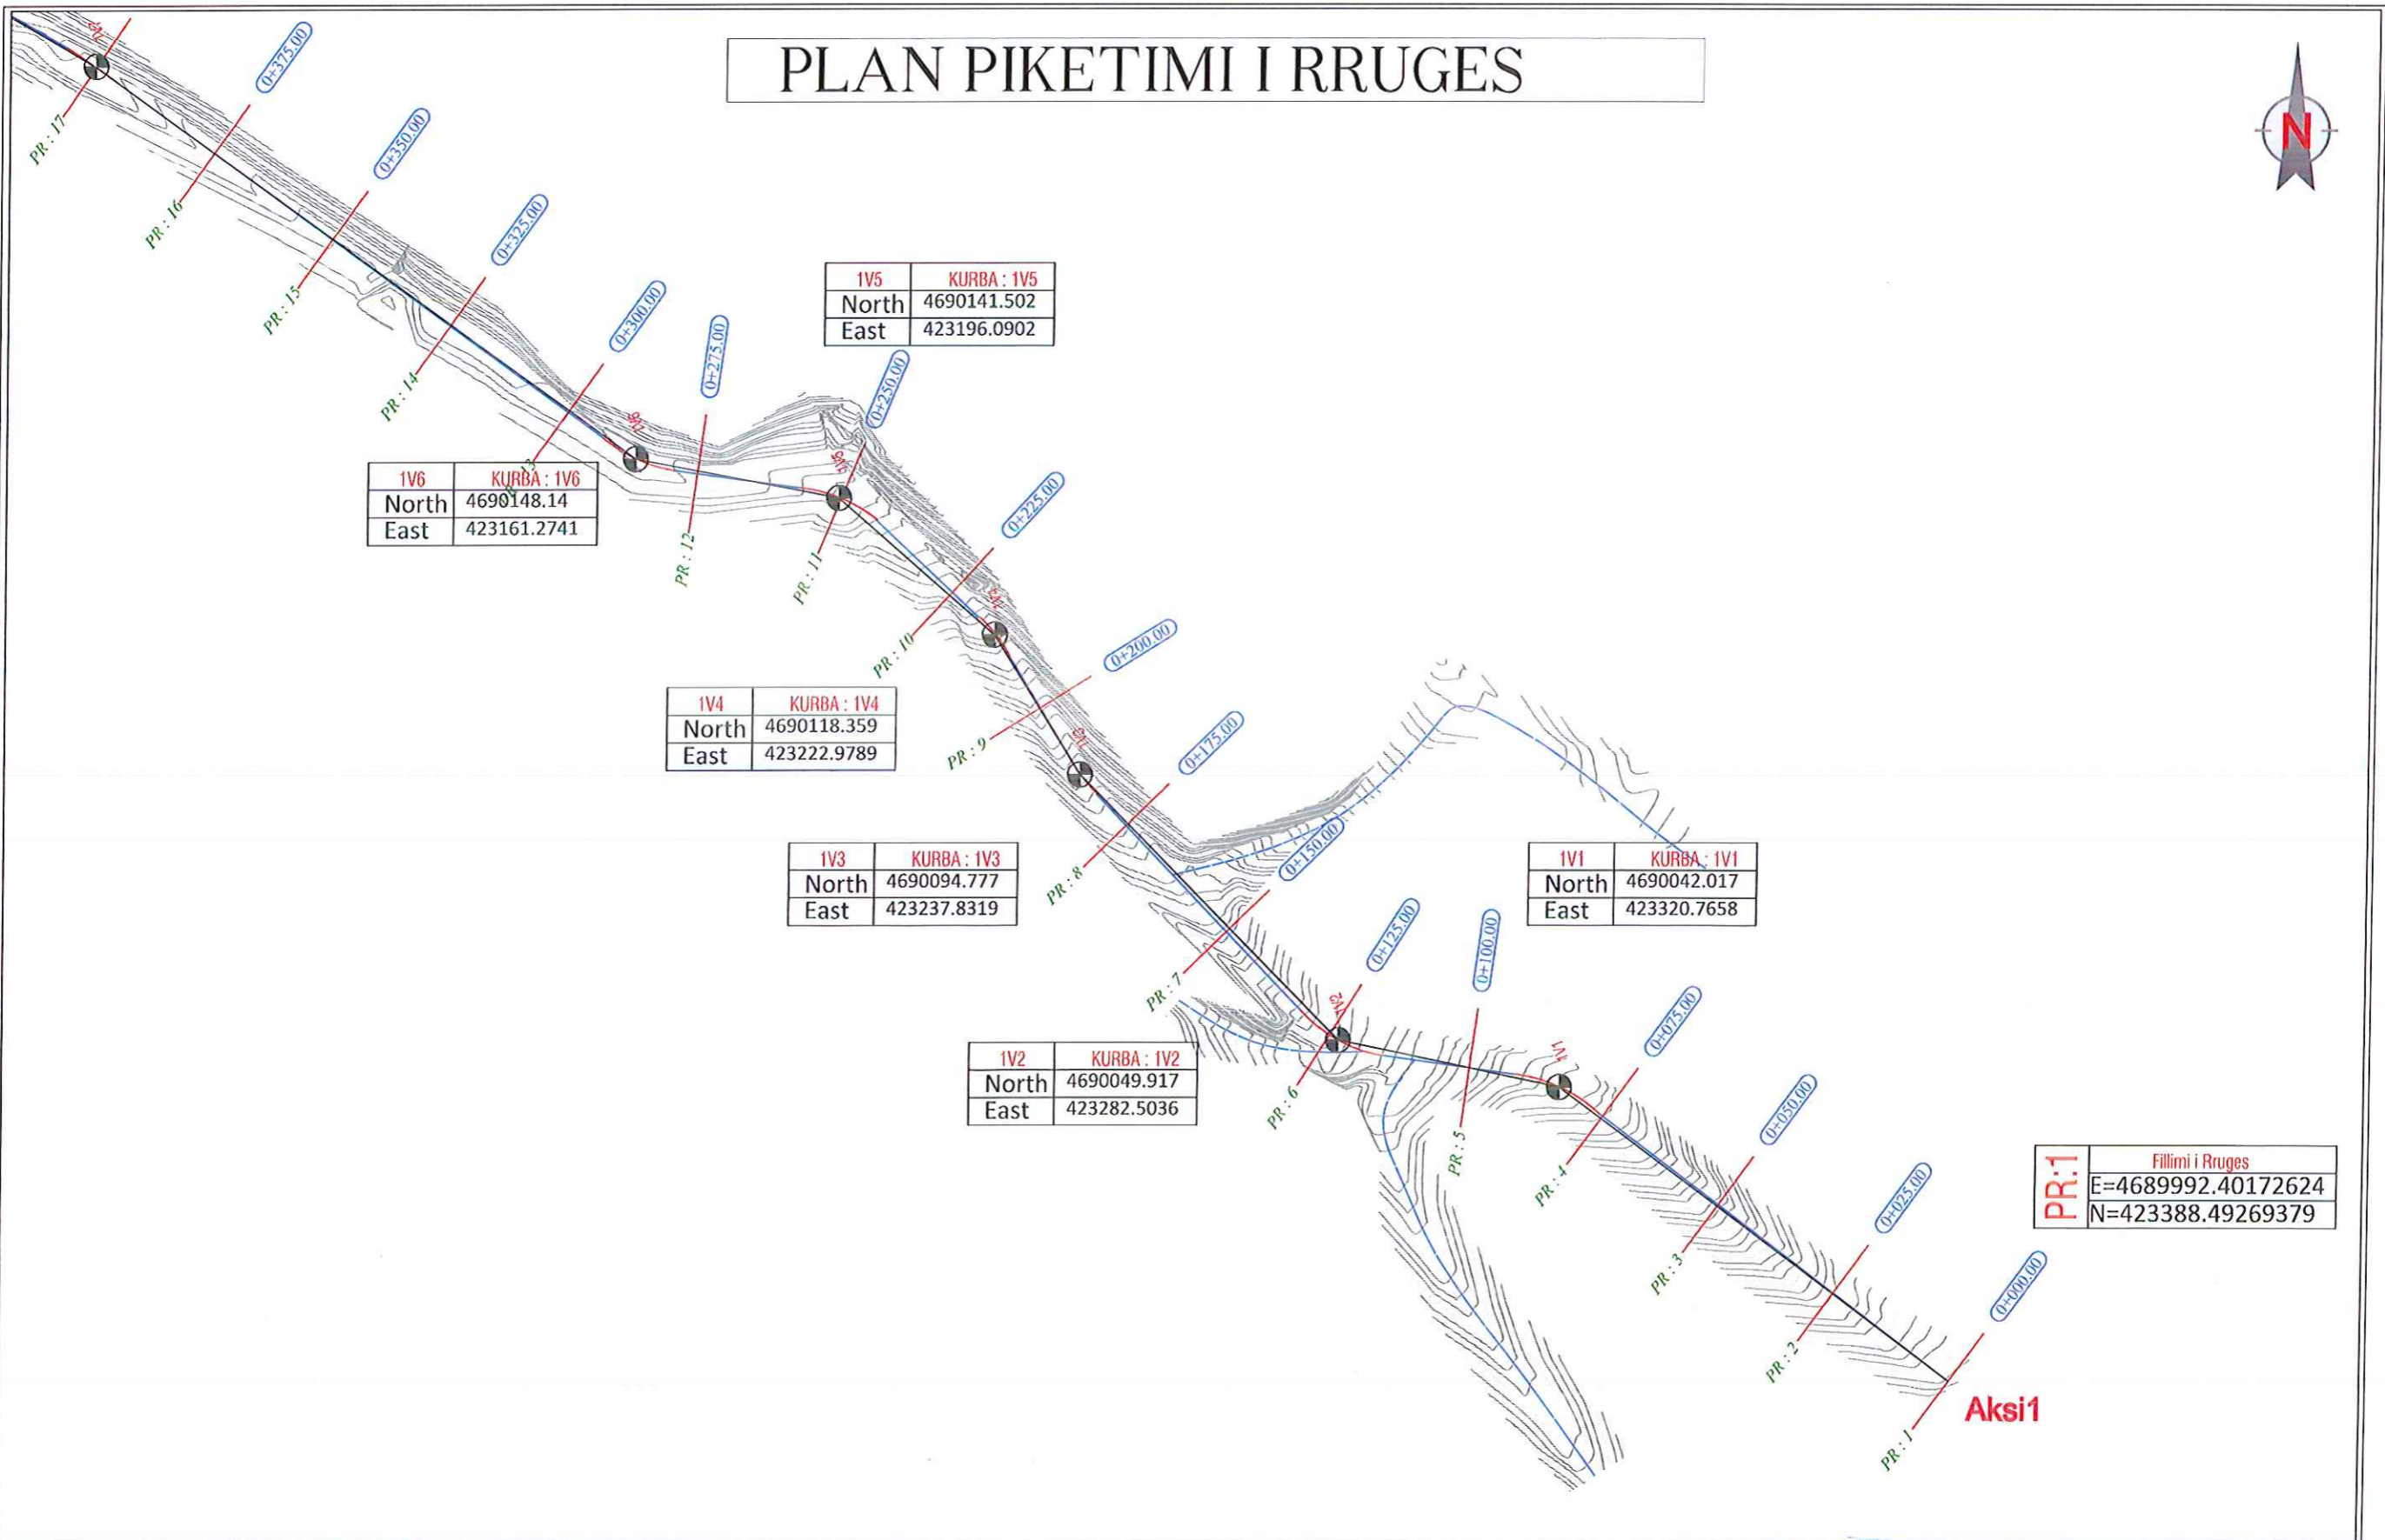 PLAN PIKETIMI I RRUGES
N
0+375.00
0+350.00
0+325.00
0+300.00
0+275.00
0+250.00
0+225.00
0+200.00
0+175.00
0+150.00
0+125.00
0+100.00
0+075.00
0+050.00
0+025.00
0+000.00
PR : 17
PR : 16
PR : 15
PR : 14
13
PR : 12
PR : 11
PR : 10
PR : 9
PR : 8
PR : 7
PR : 6
PR : 5
PR : 4
PR : 3
PR : 2
PR : 1
1V5 KURBA : 1V5
North 4690141.502
East 423196.0902
1V6 KURBA : 1V6
North 4690148.14
East 423161.2741
1V4 KURBA : 1V4
North 4690118.359
East 423222.9789
1V3 KURBA : 1V3
North 4690094.777
East 423237.8319
1V1 KURBA : 1V1
North 4690042.017
East 423320.7658
1V2 KURBA : 1V2
North 4690049.917
East 423282.5036
1V6
1V5
1V3
1V2
1V1
PR:1 Fillimi i Rruges
E=4689992.40172624
N=423388.49269379
Aksi1